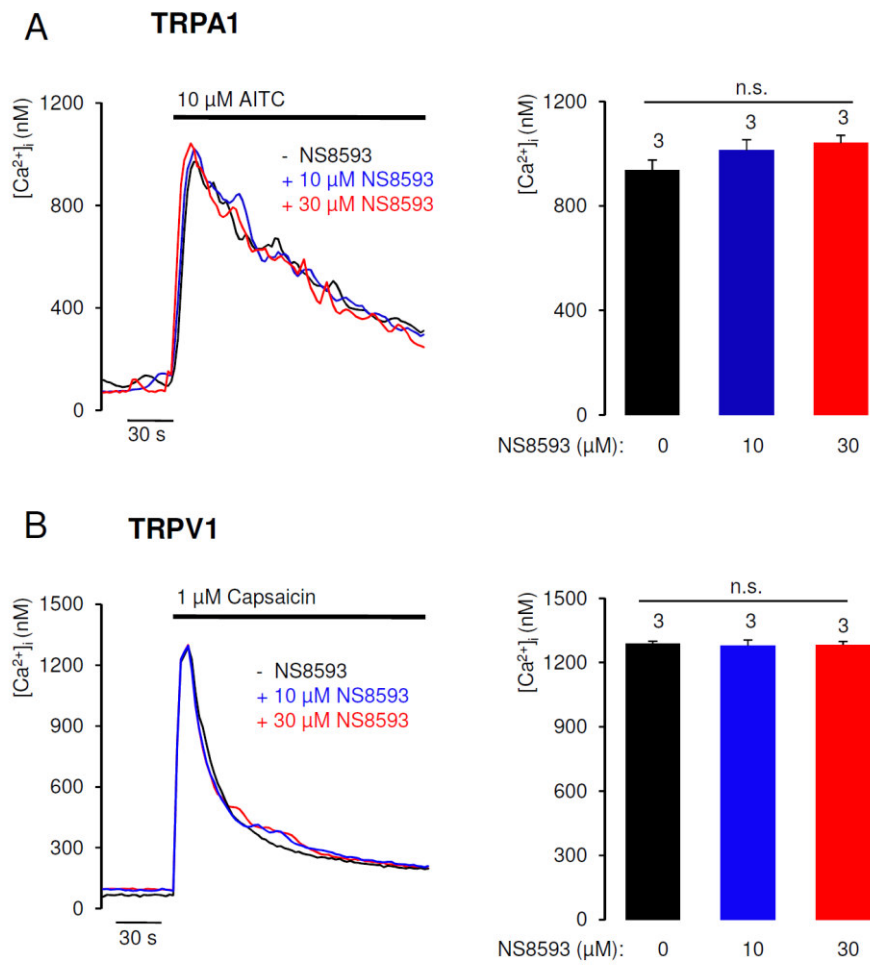 A
TRPA1
[Ca²⁺]ᵢ (nM)
1200
800
400
0
10 µM AITC
- NS8593
+ 10 µM NS8593
+ 30 µM NS8593
30 s
[Ca²⁺]ᵢ (nM)
1200
800
400
0
n.s.
3 3 3
NS8593 (µM): 0 10 30
B
TRPV1
[Ca²⁺]ᵢ (nM)
1500
1200
900
600
300
0
1 µM Capsaicin
- NS8593
+ 10 µM NS8593
+ 30 µM NS8593
30 s
[Ca²⁺]ᵢ (nM)
1500
1200
900
600
300
0
n.s.
3 3 3
NS8593 (µM): 0 10 30